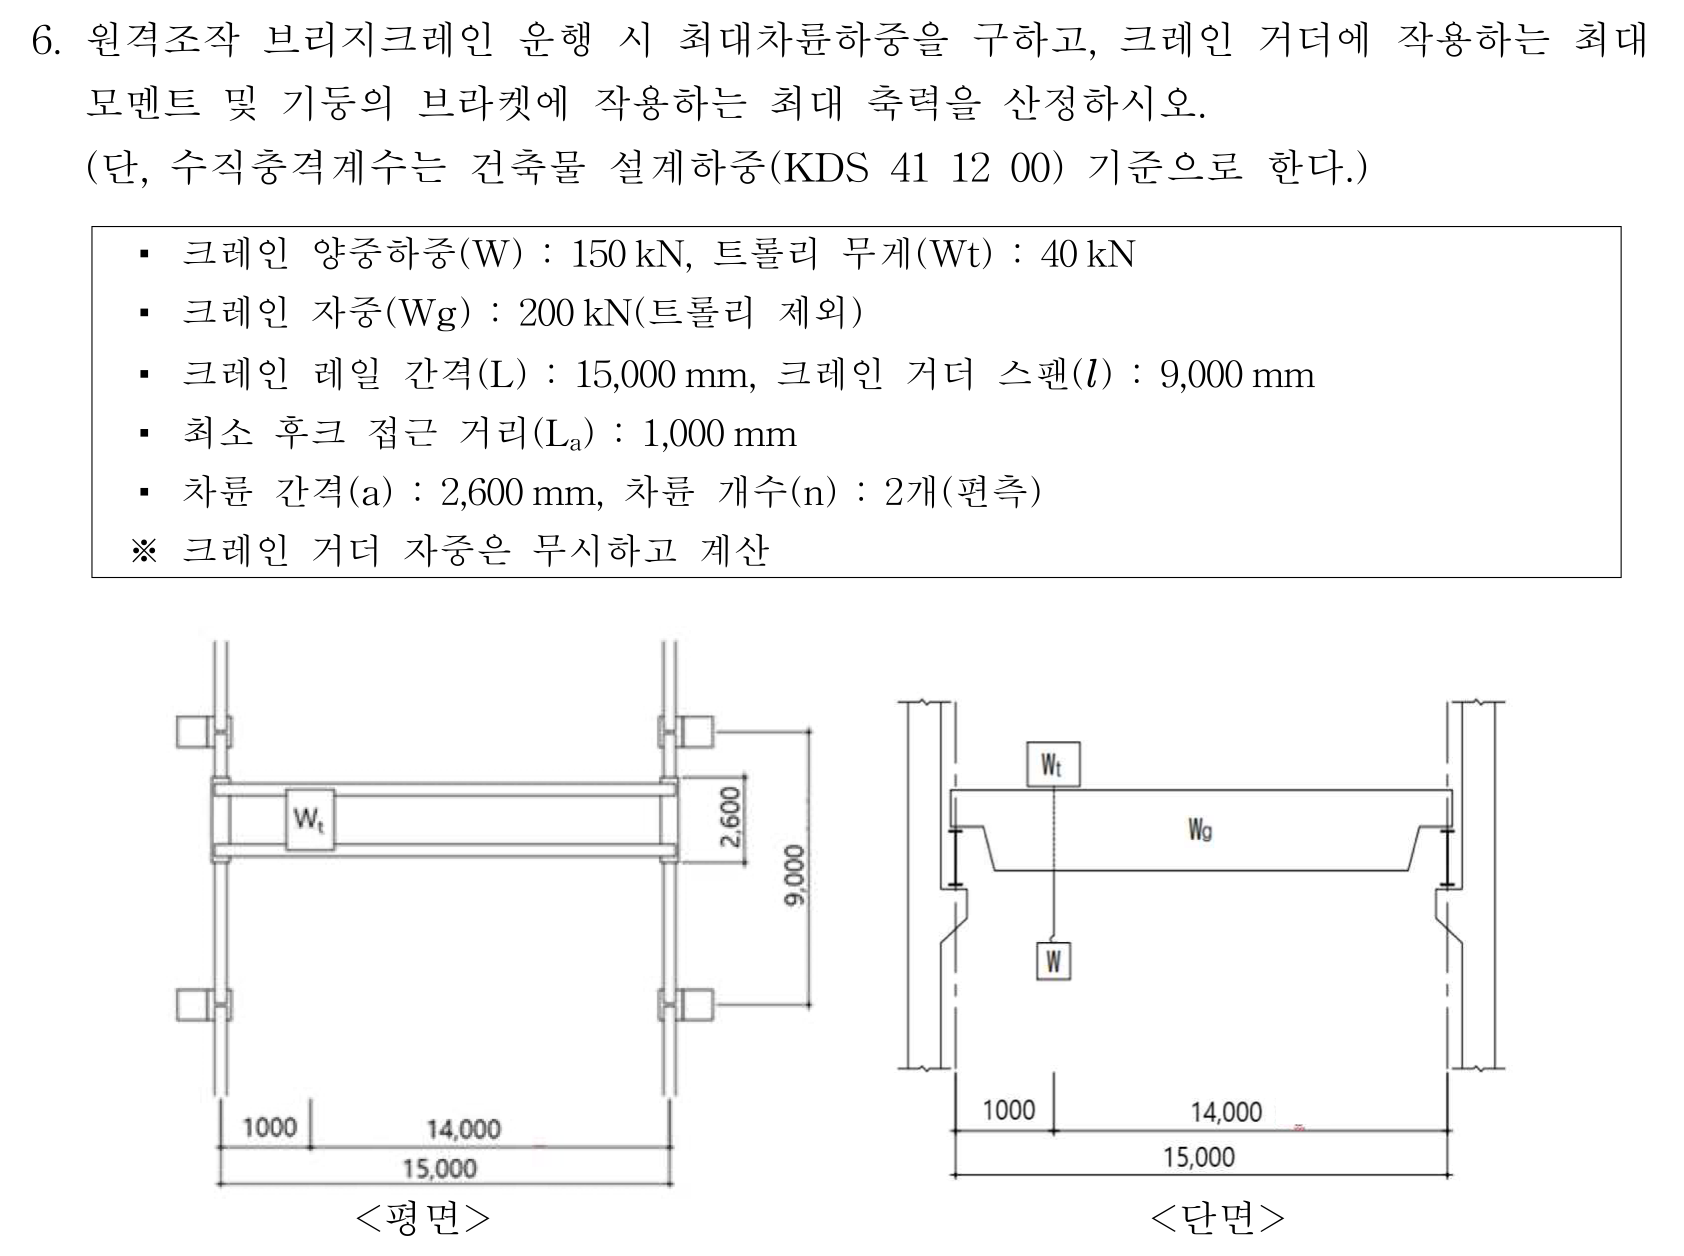 6. 원격조작 브리지크레인 운행 시 최대차륜하중을 구하고, 크레인 거더에 작용하는 최대
모멘트 및 기둥의 브라켓에 작용하는 최대 축력을 산정하시오.
(단, 수직충격계수는 건축물 설계하중(KDS 41 12 00) 기준으로 한다.)
▪ 크레인 양중하중(W) : 150 kN, 트롤리 무게(Wt) : 40 kN
▪ 크레인 자중(Wg) : 200 kN(트롤리 제외)
▪ 크레인 레일 간격(L) : 15,000 mm, 크레인 거더 스팬(l) : 9,000 mm
▪ 최소 후크 접근 거리(La) : 1,000 mm
▪ 차륜 간격(a) : 2,600 mm, 차륜 개수(n) : 2개(편측)
※ 크레인 거더 자중은 무시하고 계산
Wt
2,600
9,000
1000
14,000
15,000
<평면>
Wt
Wg
W
1000
14,000
15,000
<단면>